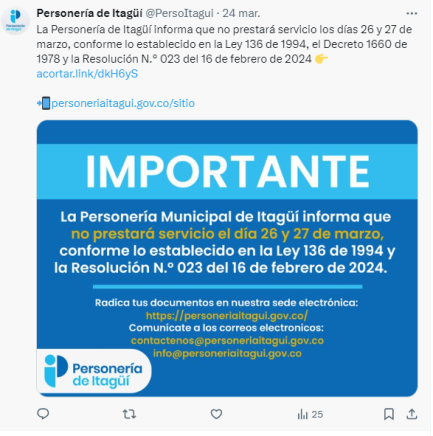 Personería de Itagüí @PersoItagui · 24 mar.
La Personería de Itagüí informa que no prestará servicio los días 26 y 27 de
marzo, conforme lo establecido en la Ley 136 de 1994, el Decreto 1660 de
1978 y la Resolución N.° 023 del 16 de febrero de 2024 👉
acortar.link/dkH6yS
📲personeriaitagui.gov.co/sitio
IMPORTANTE
La Personería Municipal de Itagüí informa que
no prestará servicio el día 26 y 27 de marzo,
conforme lo establecido en la Ley 136 de 1994 y
la Resolución N.° 023 del 16 de febrero de 2024.
Radica tus documentos en nuestra sede electrónica:
https://personeriaitagui.gov.co/
Comunícate a los correos electronicos:
contactenos@personeriaitagui.gov.co
info@personeriaitagui.gov.co
Personería
de Itagüí
25